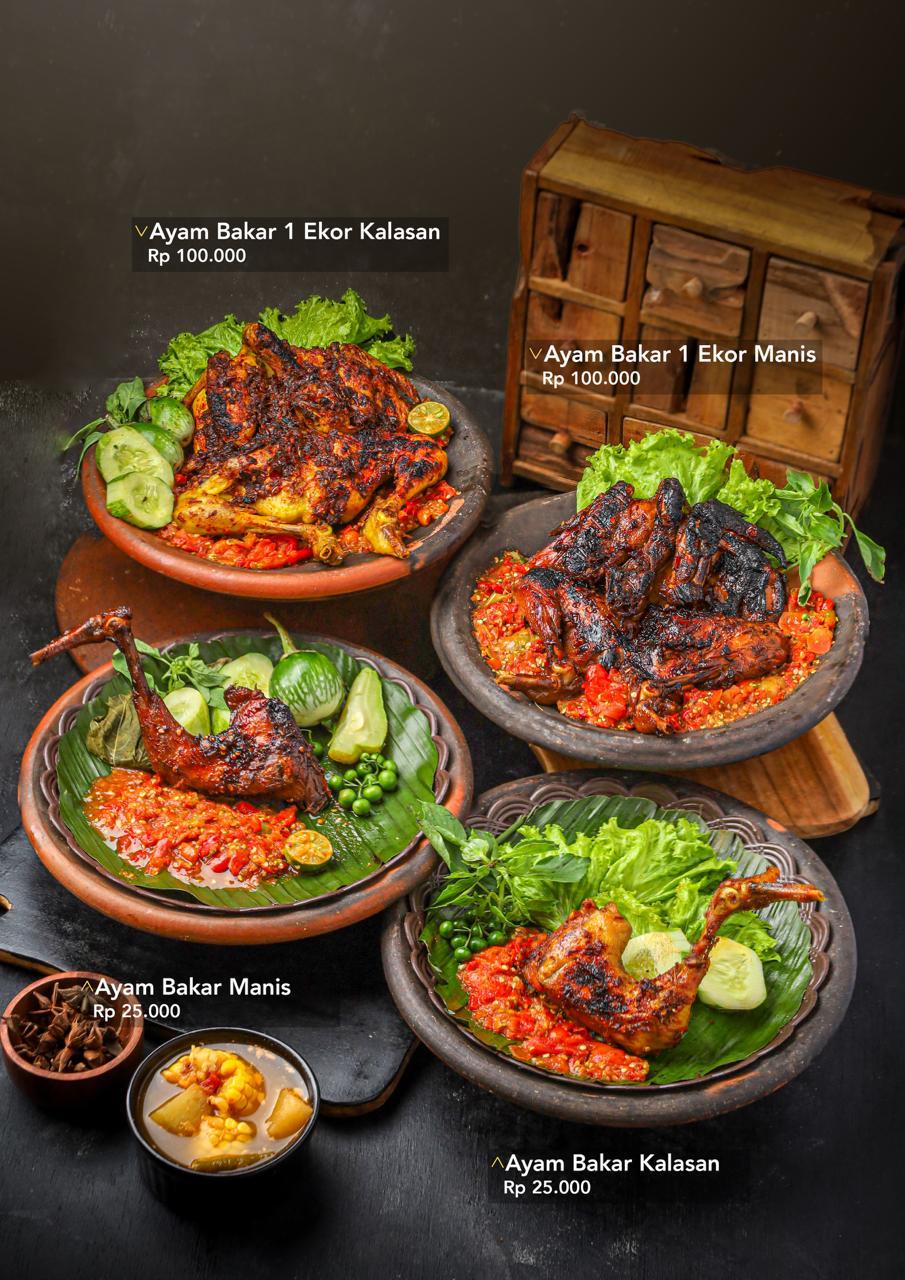 Ayam Bakar 1 Ekor Kalasan
Rp 100.000
Ayam Bakar 1 Ekor Manis
Rp 100.000
Ayam Bakar Manis
Rp 25.000
Ayam Bakar Kalasan
Rp 25.000